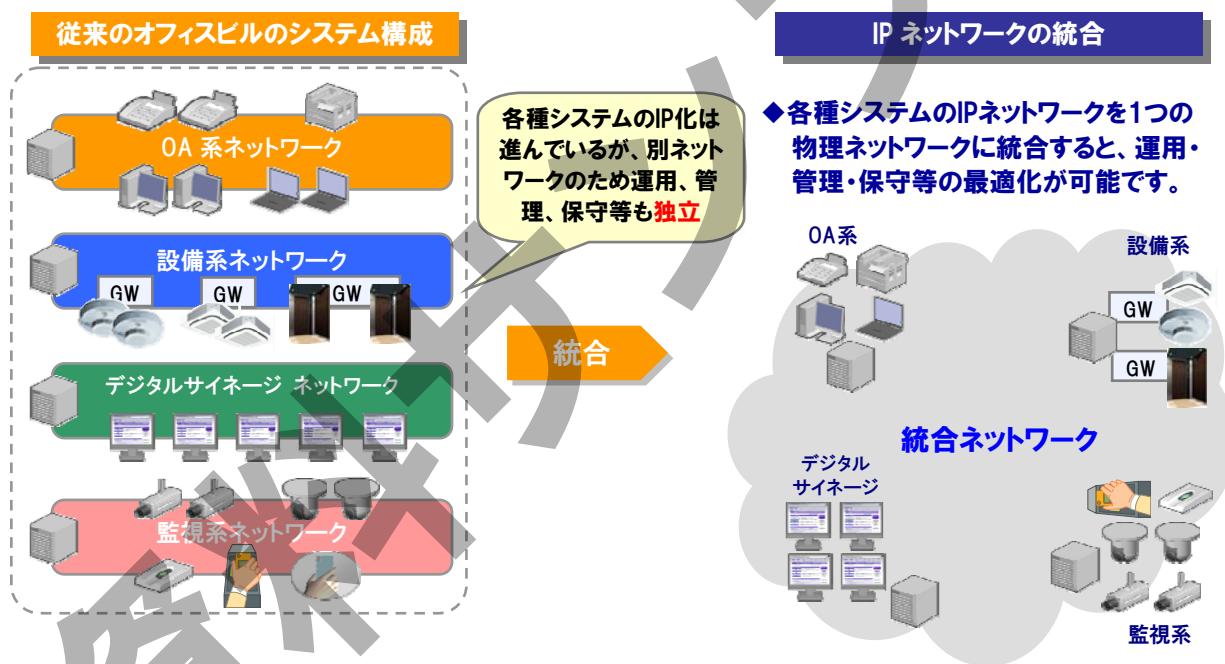 従来のオフィスビルのシステム構成
OA 系ネットワーク
設備系ネットワーク
GW
GW
GW
デジタルサイネージ ネットワーク
監視系ネットワーク
各種システムのIP化は
進んでいるが、別ネット
ワークのため運用、管
理、保守等も独立
統合
IP ネットワークの統合
◆各種システムのIPネットワークを1つの
物理ネットワークに統合すると、運用・
管理・保守等の最適化が可能です。
OA系
設備系
GW
GW
統合ネットワーク
デジタル
サイネージ
監視系